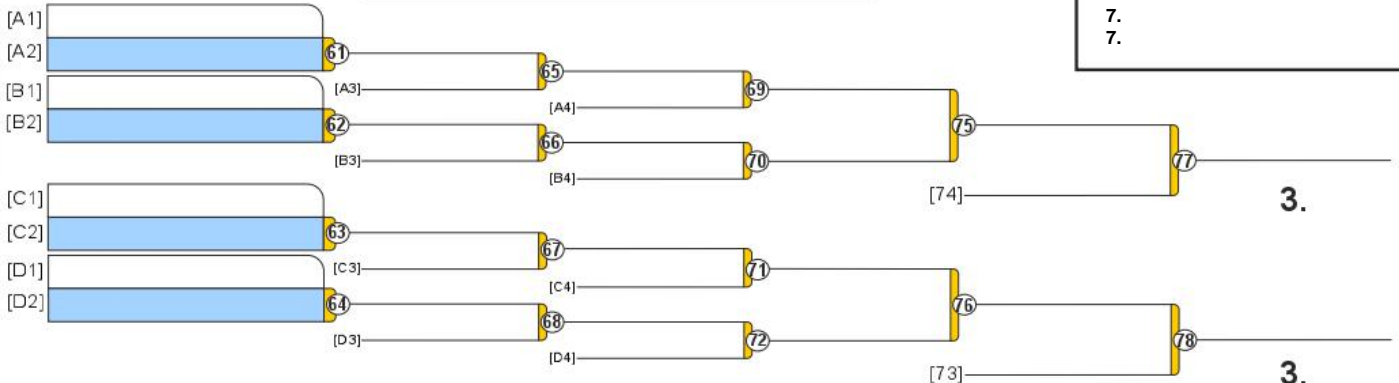 7.
7.
[A1]
[A2]
61
[A3]
65
[A4]
69
[B1]
[B2]
62
[B3]
66
[B4]
70
75
[74]
77
3.
[C1]
[C2]
63
[C3]
67
[C4]
71
[D1]
[D2]
64
[D3]
68
[D4]
72
76
[73]
78
3.